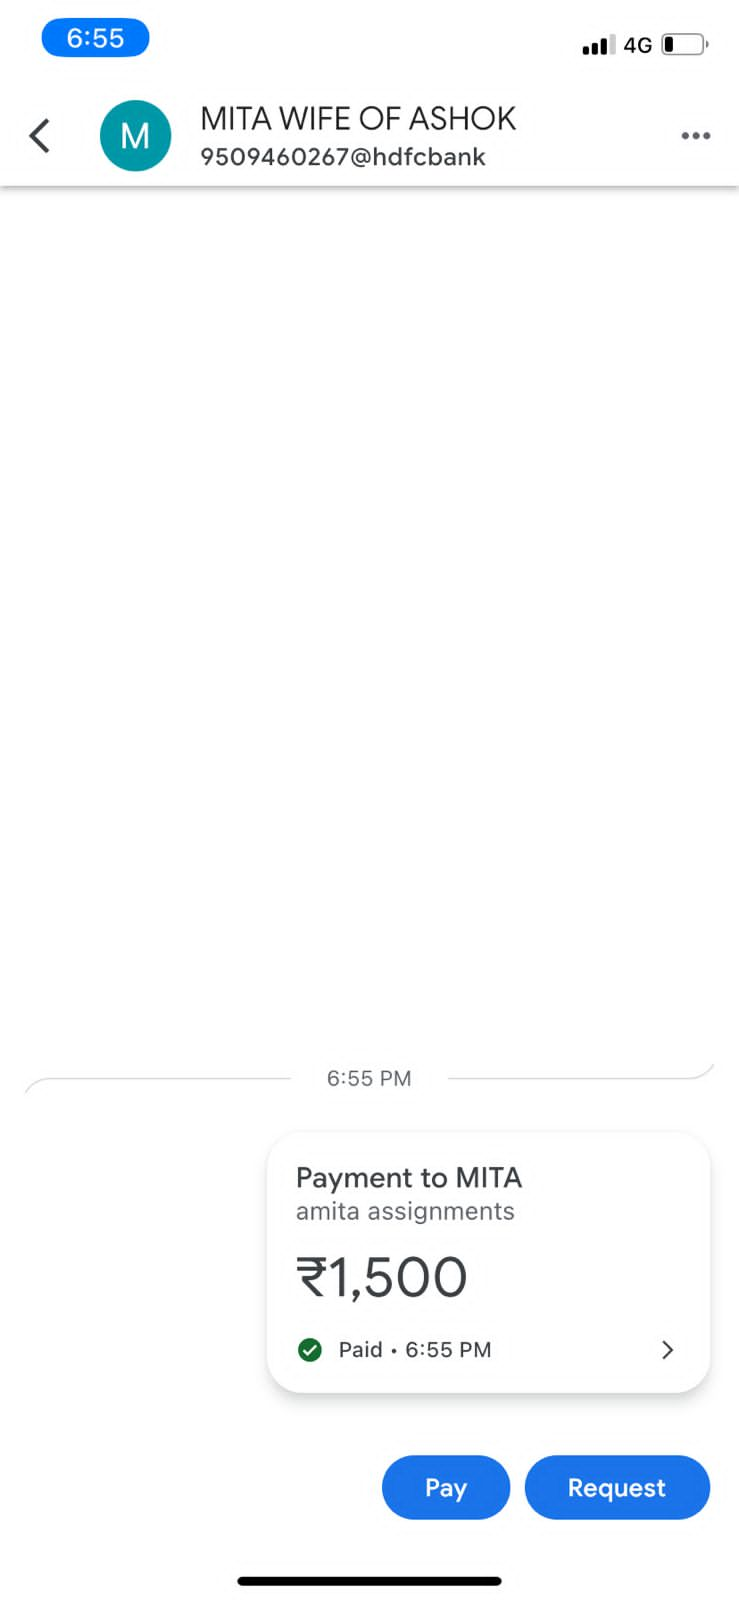 6:55
4G
M
MITA WIFE OF ASHOK
9509460267@hdfcbank
6:55 PM
Payment to MITA
amita assignments
₹1,500
Paid • 6:55 PM
Pay
Request